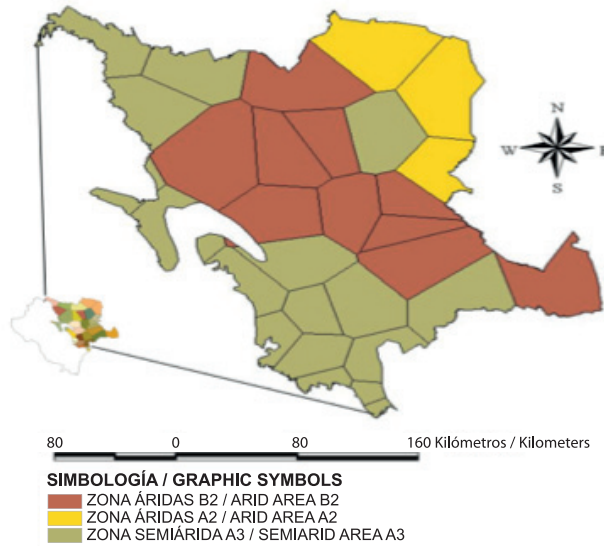 N
W E
S
80 0 80 160 Kilómetros / Kilometers
SIMBOLOGÍA / GRAPHIC SYMBOLS
ZONA ÁRIDAS B2 / ARID AREA B2
ZONA ÁRIDAS A2 / ARID AREA A2
ZONA SEMIÁRIDA A3 / SEMIARID AREA A3